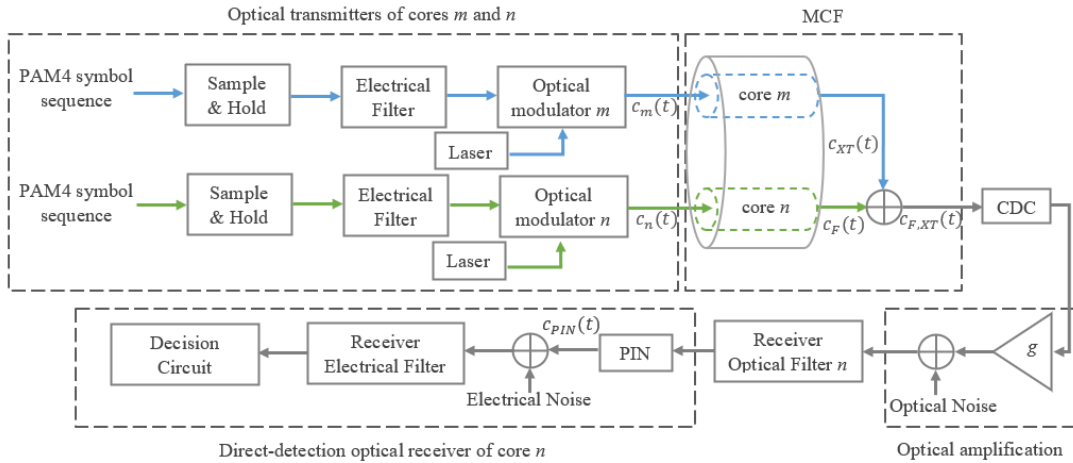 Optical transmitters of cores m and n
MCF
PAM4 symbol
sequence
Sample
& Hold
Electrical
Filter
Optical
modulator m
c_m(t)
core m
Laser
c_XT(t)
PAM4 symbol
sequence
Sample
& Hold
Electrical
Filter
Optical
modulator n
c_n(t)
core n
c_F(t)
c_F,XT(t)
CDC
Laser
Decision
Circuit
Receiver
Electrical Filter
c_PIN(t)
PIN
Receiver
Optical Filter n
g
Electrical Noise
Optical Noise
Direct-detection optical receiver of core n
Optical amplification